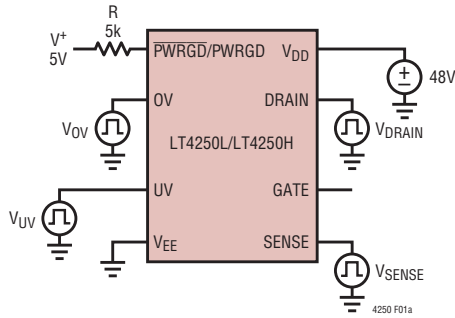 R
5k
V+
5V
PWRGD/PWRGD
VDD
+
–
48V
OV
DRAIN
VOV
LT4250L/LT4250H
VDRAIN
UV
GATE
VUV
VEE
SENSE
VSENSE
4250 F01a